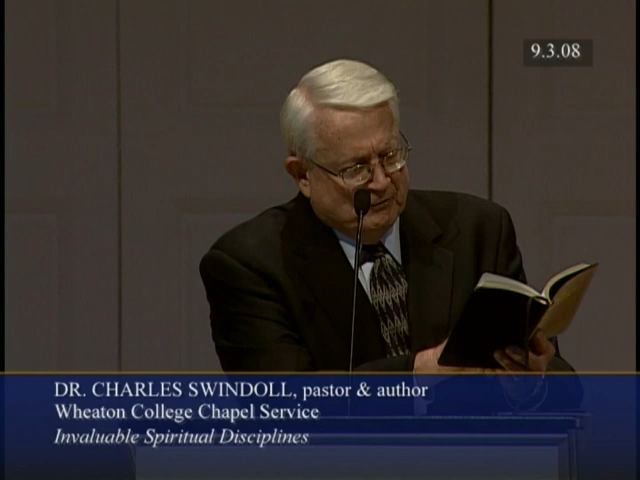 9.3.08
DR. CHARLES SWINDOLL, pastor & author
Wheaton College Chapel Service
Invaluable Spiritual Disciplines